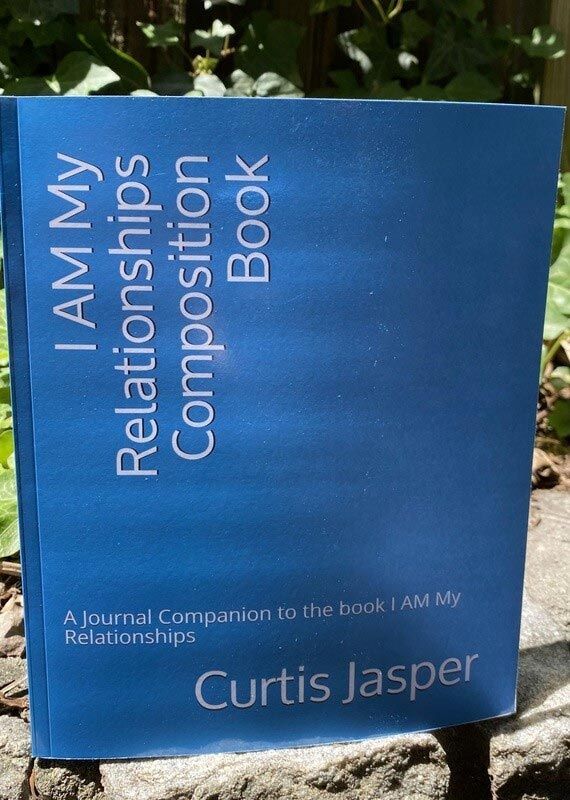 I AM My
Relationships
Composition
Book
A Journal Companion to the book I AM My
Relationships
Curtis Jasper